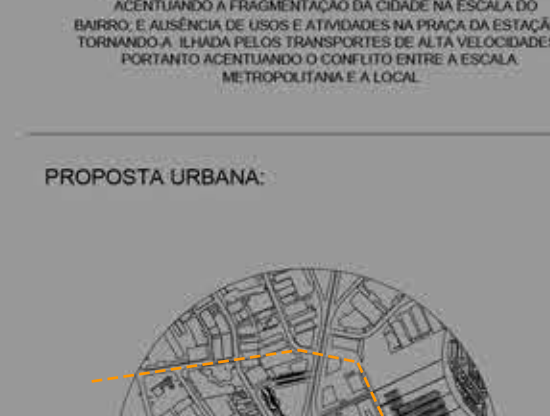 ACENTUANDO A FRAGMENTAÇÃO DA CIDADE NA ESCALA DO
BAIRRO; E AUSÊNCIA DE USOS E ATIVIDADES NA PRAÇA DA ESTAÇÃ
TORNANDO-A ILHADA PELOS TRANSPORTES DE ALTA VELOCIDADES
PORTANTO ACENTUANDO O CONFLITO ENTRE A ESCALA
METROPOLITANA E A LOCAL
PROPOSTA URBANA: